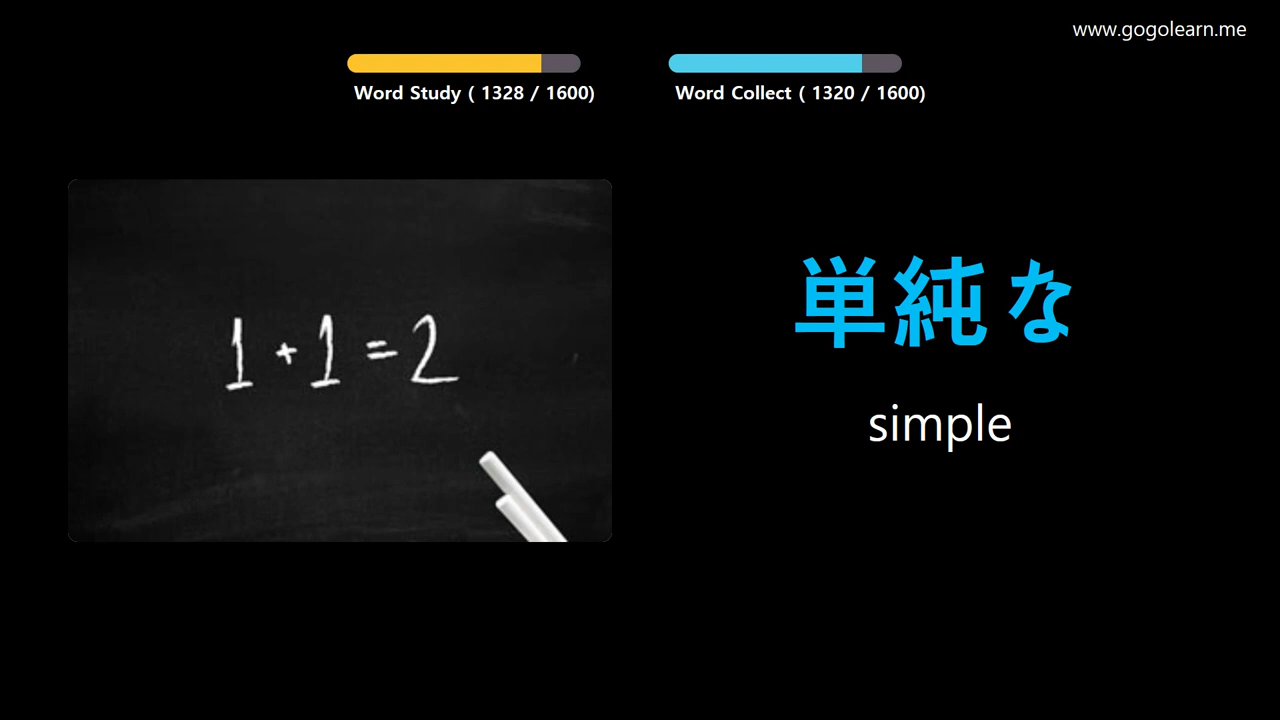 www.gogolearn.me
Word Study ( 1328 / 1600)
Word Collect ( 1320 / 1600)
1 + 1 = 2
単純な
simple